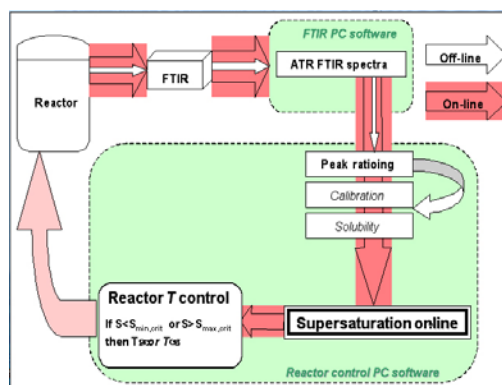 FTIR PC software
ATR FTIR spectra
Off-line
On-line
Reactor
FTIR
Peak ratioing
Calibration
Solubility
Reactor T control
If S<Smin,crit or S>Smax,crit
then
Supersaturation online
Reactor control PC software